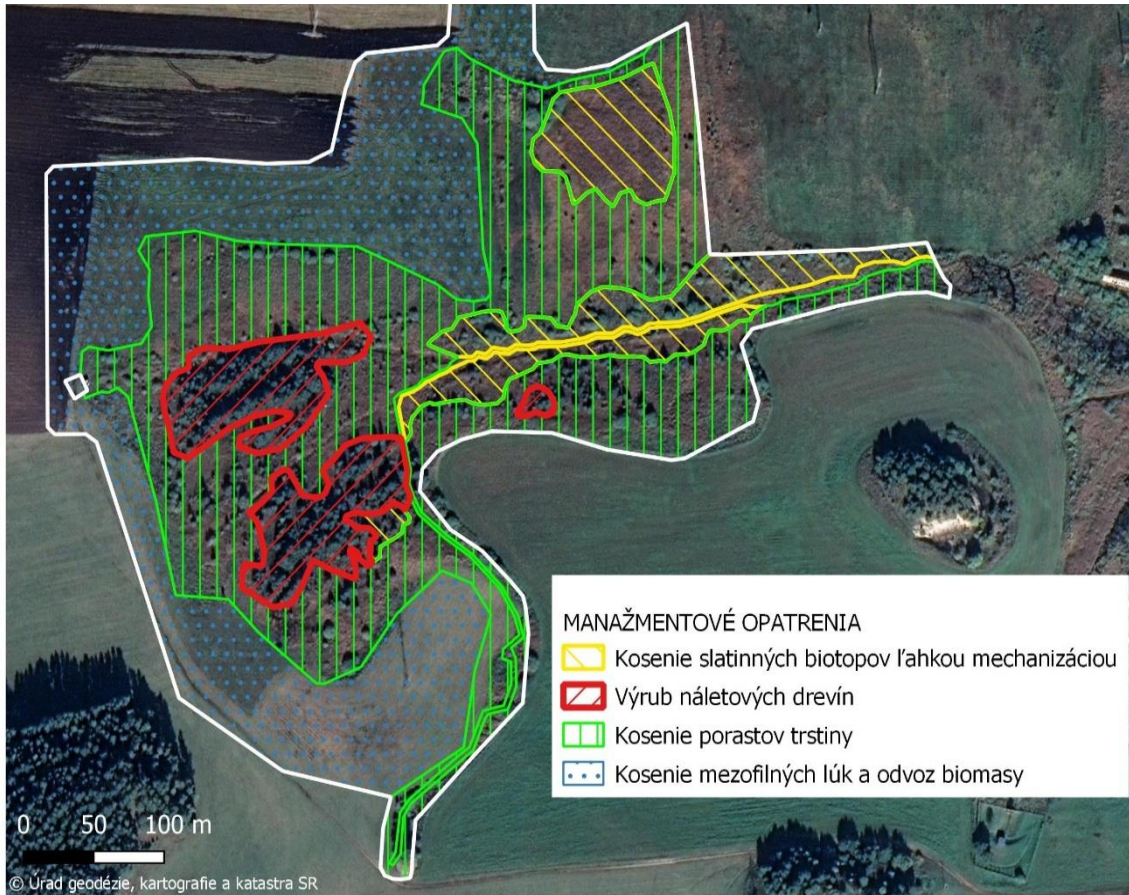 MANAŽMENTOVÉ OPATRENIA
Kosenie slatinných biotopov ľahkou mechanizáciou
Výrub náletových drevín
Kosenie porastov trstiny
Kosenie mezofilných lúk a odvoz biomasy
0 50 100 m
© Úrad geodézie, kartografie a katastra SR